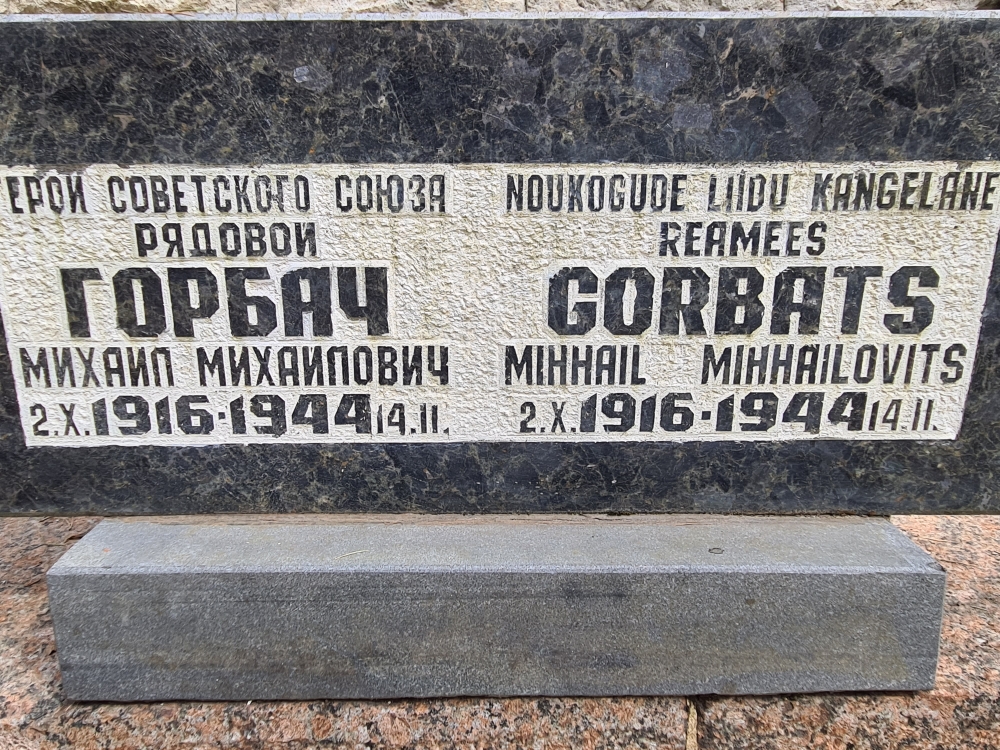 ЕРОЙ СОВЕТСКОГО СОЮЗА
РЯДОВОЙ
ГОРБАЧ
МИХАИЛ МИХАИЛОВИЧ
2.X.1916-1944 14.II.
NOUKOGUDE LIIDU KANGELANE
REAMEES
GORBATS
MIHHAIL MIHHAILOVITS
2.X.1916-1944 14.II.